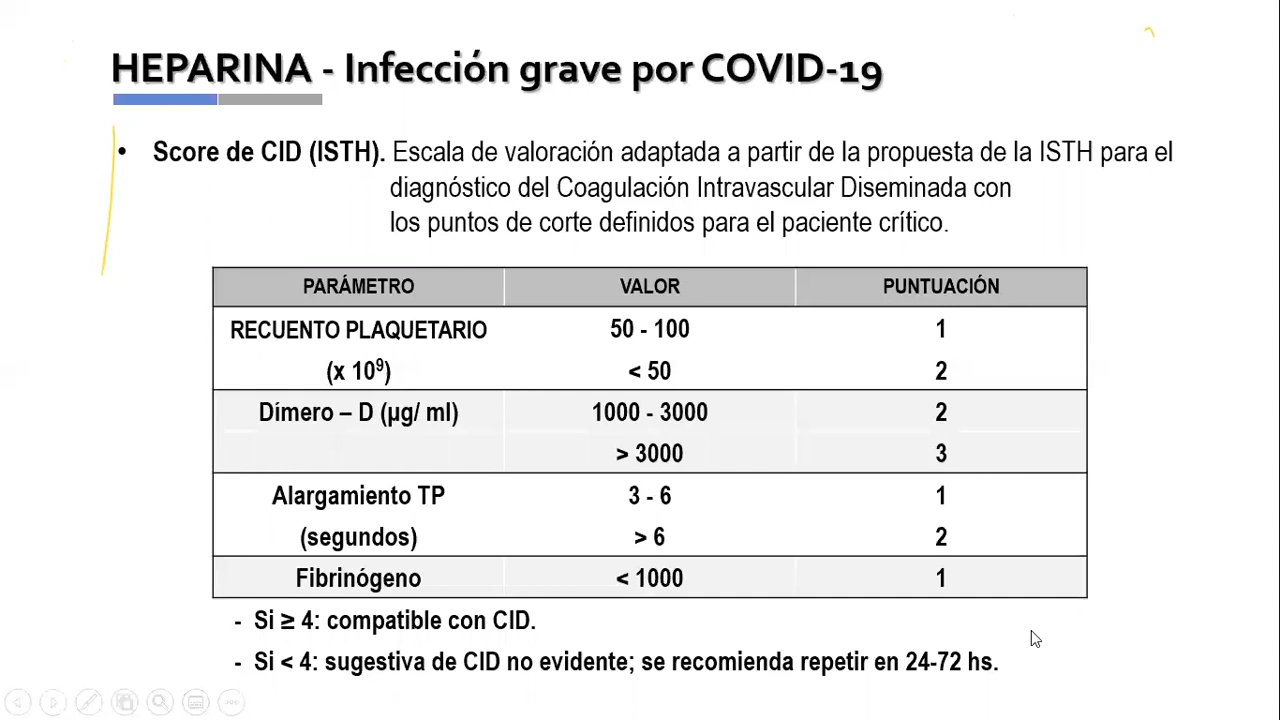 HEPARINA - Infección grave por COVID-19
• Score de CID (ISTH). Escala de valoración adaptada a partir de la propuesta de la ISTH para el
diagnóstico del Coagulación Intravascular Diseminada con
los puntos de corte definidos para el paciente crítico.
PARÁMETRO VALOR PUNTUACIÓN
RECUENTO PLAQUETARIO 50 - 100 1
(x 10⁹) < 50 2
Dímero – D (µg/ ml) 1000 - 3000 2
> 3000 3
Alargamiento TP 3 - 6 1
(segundos) > 6 2
Fibrinógeno < 1000 1
- Si ≥ 4: compatible con CID.
- Si < 4: sugestiva de CID no evidente; se recomienda repetir en 24-72 hs.